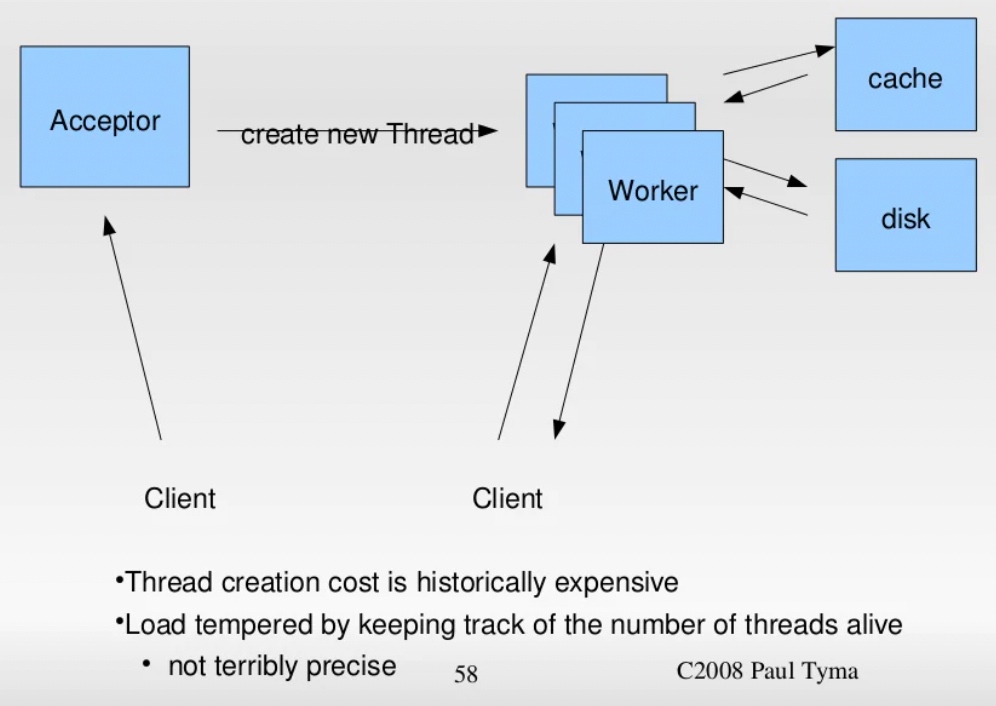 Acceptor
create new Thread
Worker
cache
disk
Client
Client
•Thread creation cost is historically expensive
•Load tempered by keeping track of the number of threads alive
• not terribly precise
58
C2008 Paul Tyma